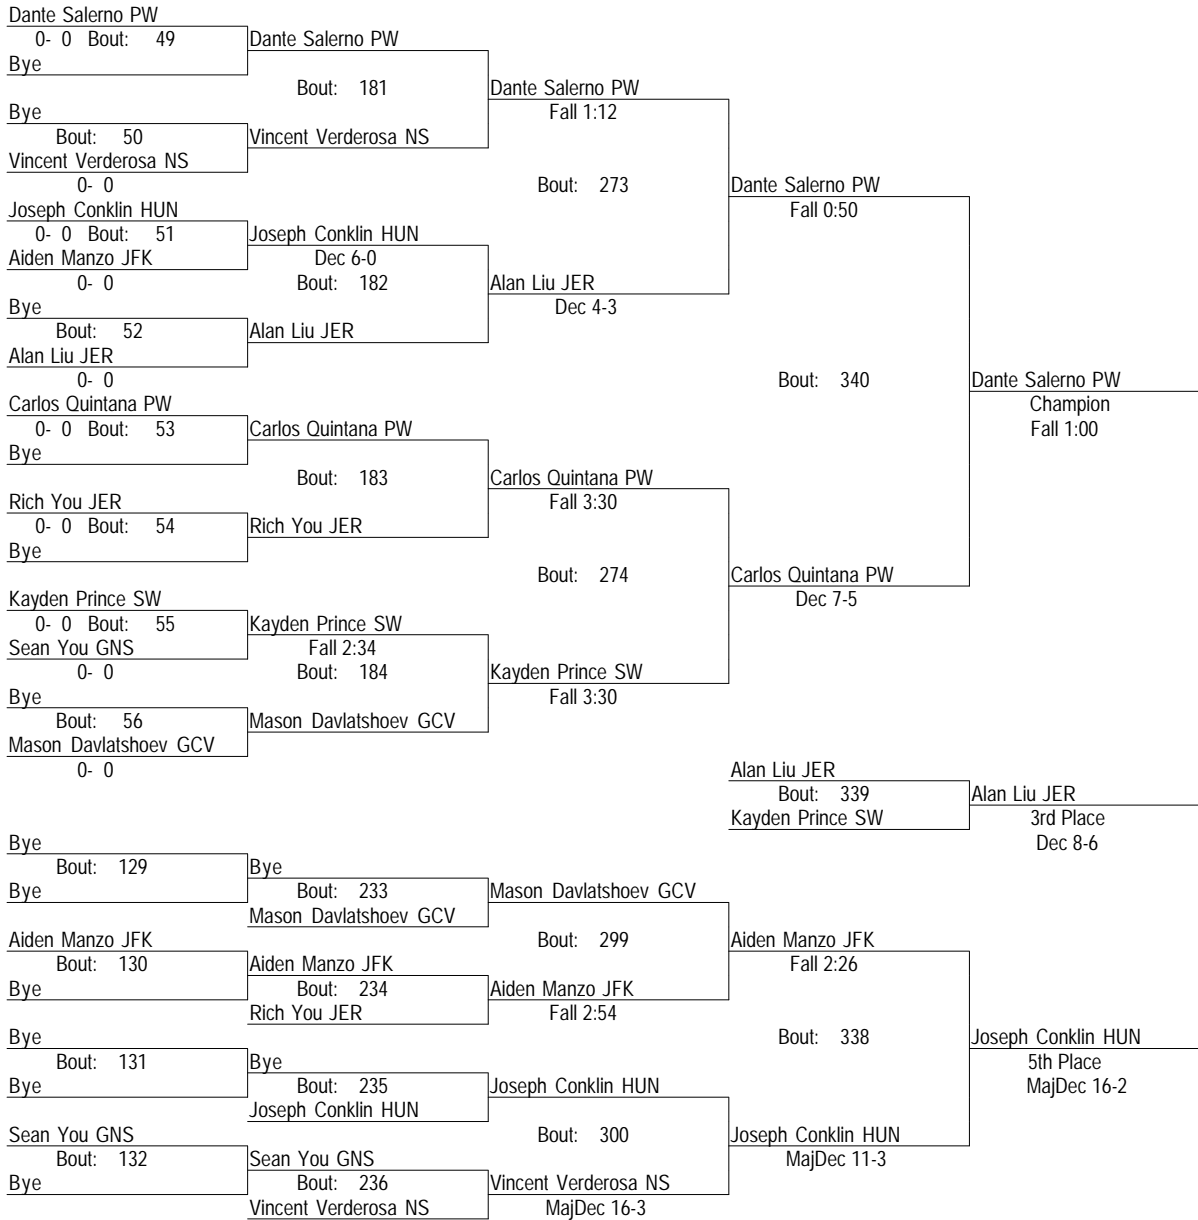 Dante Salerno PW
0- 0 Bout: 49 Dante Salerno PW
Bye
Bout: 181 Dante Salerno PW
Bye Fall 1:12
Bout: 50 Vincent Verderosa NS
Vincent Verderosa NS
0- 0 Bout: 273 Dante Salerno PW
Joseph Conklin HUN Fall 0:50
0- 0 Bout: 51 Joseph Conklin HUN
Aiden Manzo JFK Dec 6-0
0- 0 Bout: 182 Alan Liu JER
Bye Dec 4-3
Bout: 52 Alan Liu JER
Alan Liu JER
0- 0 Bout: 340 Dante Salerno PW
Carlos Quintana PW Champion
0- 0 Bout: 53 Carlos Quintana PW Fall 1:00
Bye
Bout: 183 Carlos Quintana PW
Rich You JER Fall 3:30
0- 0 Bout: 54 Rich You JER
Bye
Bout: 274 Carlos Quintana PW
Kayden Prince SW Dec 7-5
0- 0 Bout: 55 Kayden Prince SW
Sean You GNS Fall 2:34
0- 0 Bout: 184 Kayden Prince SW
Bye Fall 3:30
Bout: 56 Mason Davlatshoev GCV
Mason Davlatshoev GCV
0- 0 Alan Liu JER
Bout: 339 Alan Liu JER
Kayden Prince SW 3rd Place
Bye Dec 8-6
Bout: 129 Bye
Bye Bout: 233 Mason Davlatshoev GCV
Mason Davlatshoev GCV
Aiden Manzo JFK Bout: 299 Aiden Manzo JFK
Bout: 130 Aiden Manzo JFK Fall 2:26
Bye Bout: 234 Aiden Manzo JFK
Rich You JER Fall 2:54
Bye Bout: 338 Joseph Conklin HUN
Bout: 131 Bye 5th Place
Bye Bout: 235 Joseph Conklin HUN MajDec 16-2
Joseph Conklin HUN
Sean You GNS Bout: 300 Joseph Conklin HUN
Bout: 132 Sean You GNS MajDec 11-3
Bye Bout: 236 Vincent Verderosa NS
Vincent Verderosa NS MajDec 16-3